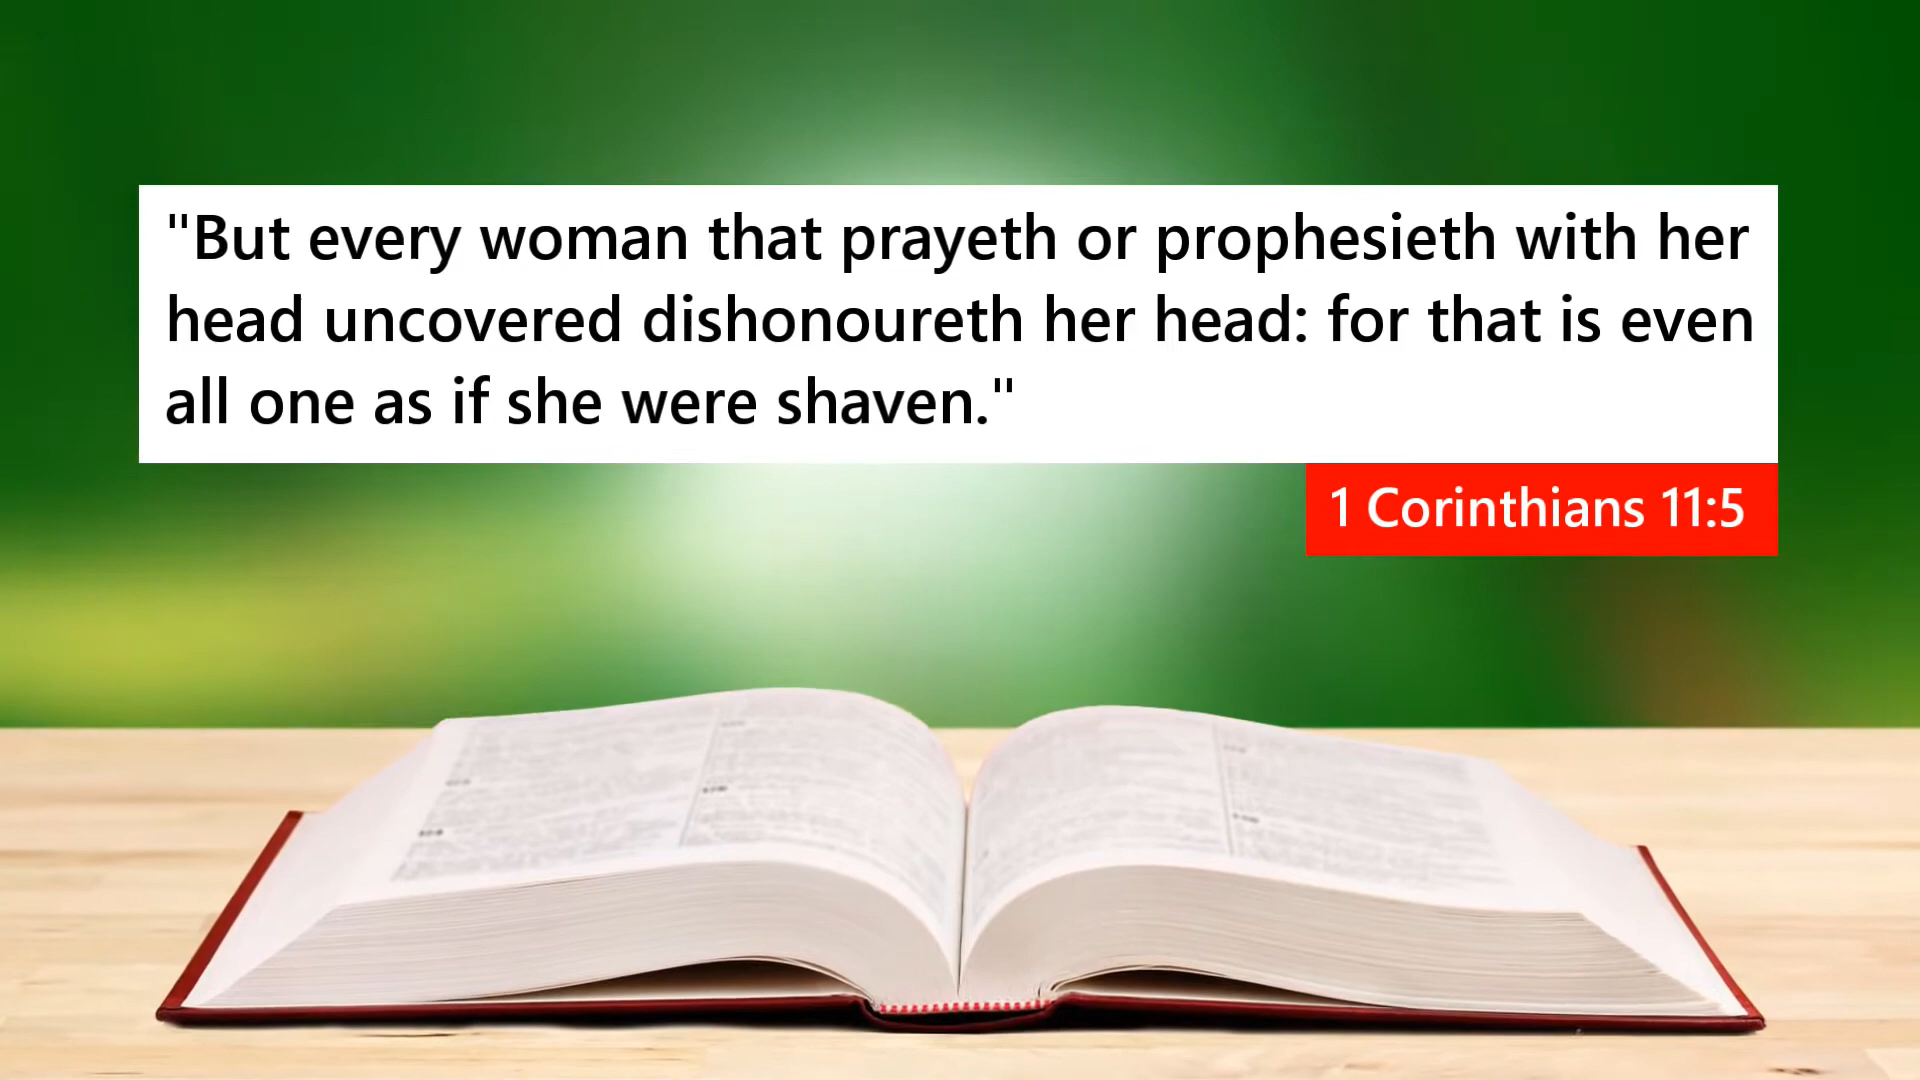 "But every woman that prayeth or prophesieth with her
head uncovered dishonoureth her head: for that is even
all one as if she were shaven."
1 Corinthians 11:5